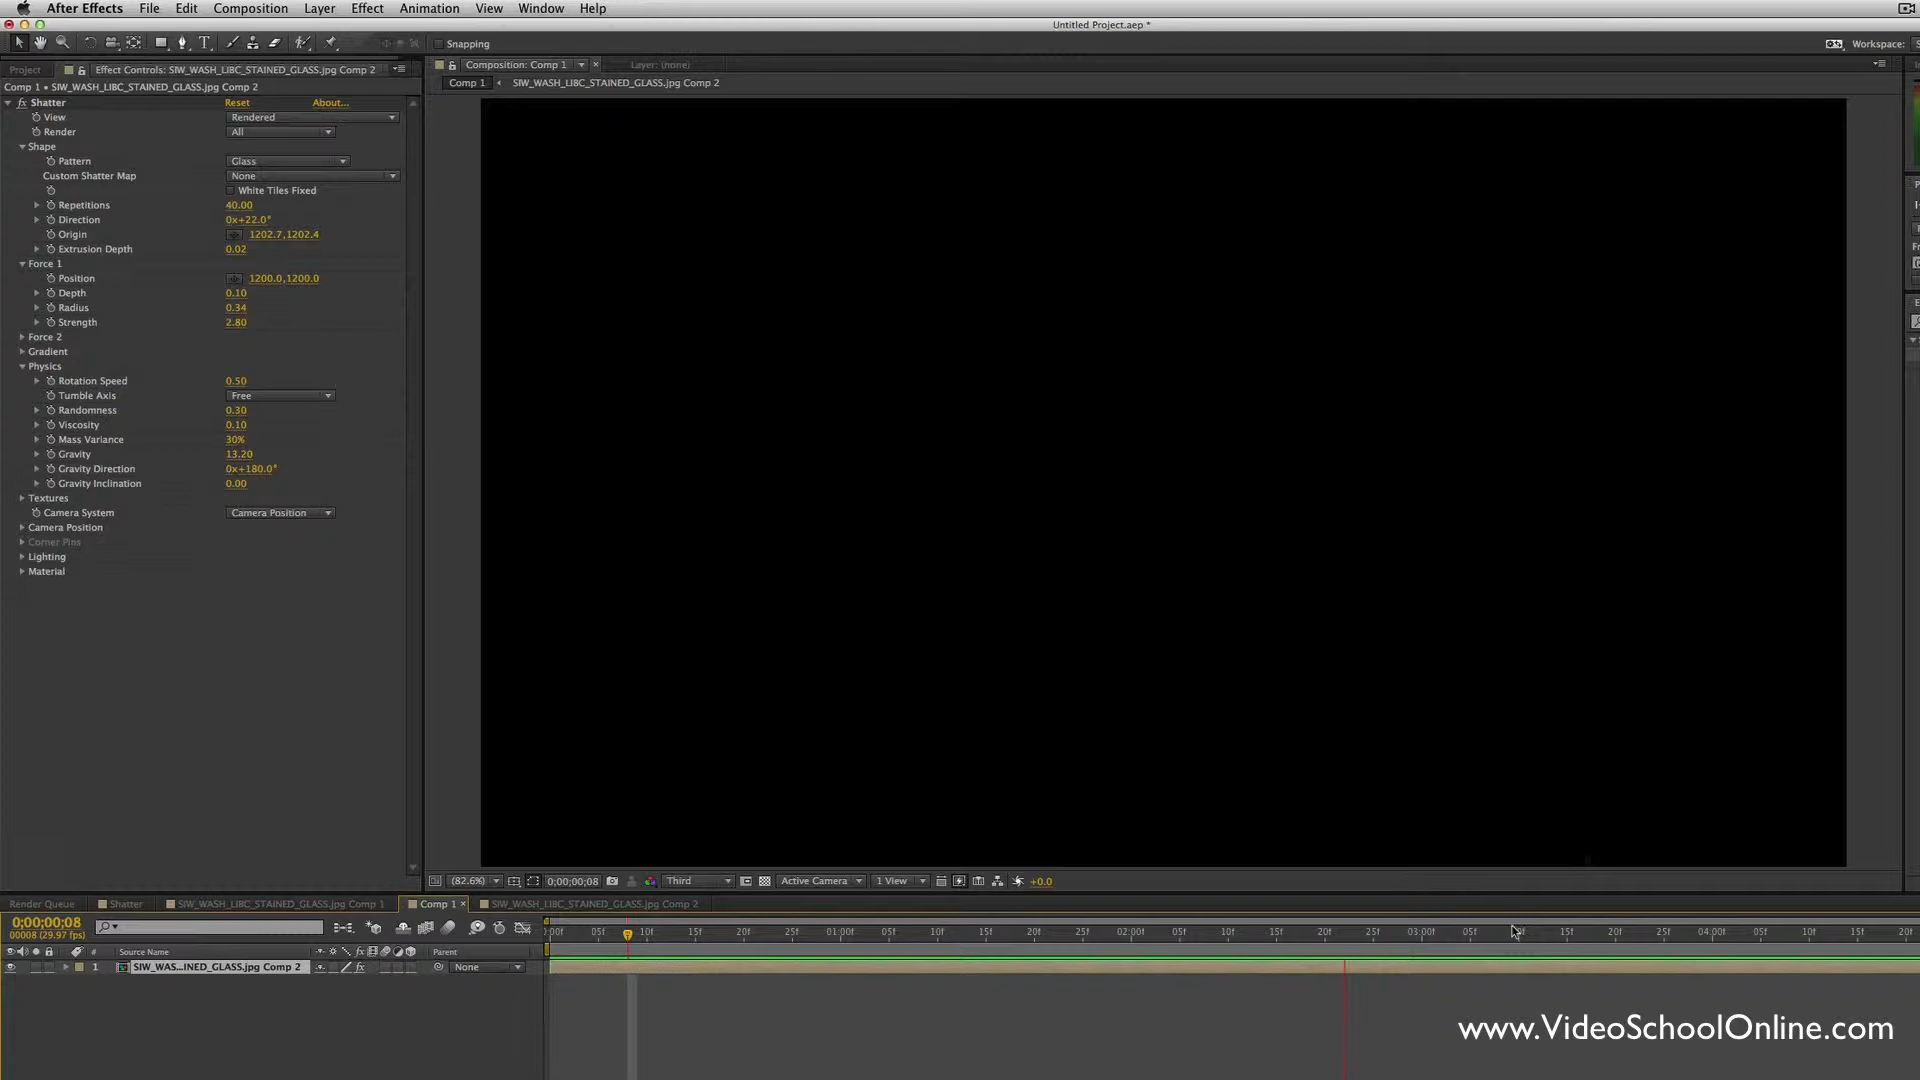 After Effects File Edit Composition Layer Effect Animation View Window Help
Untitled Project.aep *
Snapping
Workspace:
Project Effect Controls: SIW_WASH_LIBC_STAINED_GLASS.jpg Comp 2
Composition: Comp 1
Layer: (none)
Comp 1 • SIW_WASH_LIBC_STAINED_GLASS.jpg Comp 2
Comp 1
SIW_WASH_LIBC_STAINED_GLASS.jpg Comp 2
fx Shatter Reset About...
View Rendered
Render All
Shape
Pattern Glass
Custom Shatter Map None
White Tiles Fixed
Repetitions 40.00
Direction 0x+22.0°
Origin 1202.7,1202.4
Extrusion Depth 0.02
Force 1
Position 1200.0,1200.0
Depth 0.10
Radius 0.34
Strength 2.80
Force 2
Gradient
Physics
Rotation Speed 0.50
Tumble Axis Free
Randomness 0.30
Viscosity 0.10
Mass Variance 30%
Gravity 13.20
Gravity Direction 0x+180.0°
Gravity Inclination 0.00
Textures
Camera System Camera Position
Camera Position
Corner Pins
Lighting
Material
(82.6%) 0;00;00;08 Third Active Camera 1 View +0.0
Render Queue Shatter SIW_WASH_LIBC_STAINED_GLASS.jpg Comp 1 Comp 1 SIW_WASH_LIBC_STAINED_GLASS.jpg Comp 2
0;00;00;08
00008 (29.97 fps)
:00f 05f 10f 15f 20f 25f 01:00f 05f 10f 15f 20f 25f 02:00f 05f 10f 15f 20f 25f 03:00f 05f 15f 20f 25f 04:00f 05f 10f 15f 20f
# Source Name fx Parent
1 SIW_WAS...INED_GLASS.jpg Comp 2 fx None
www.VideoSchoolOnline.com